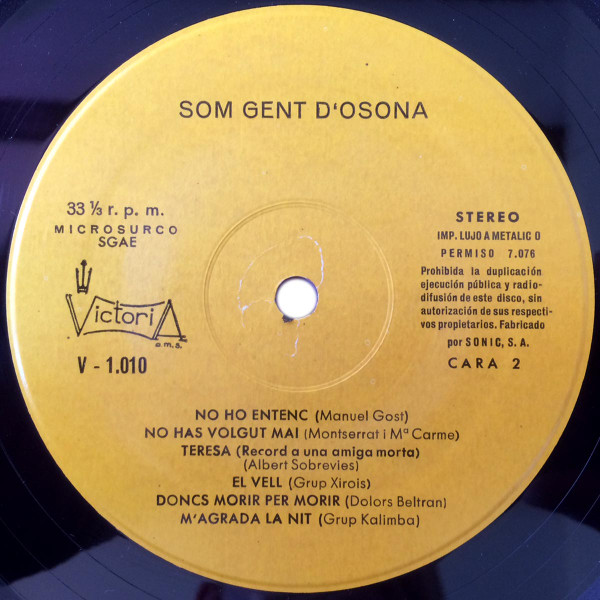 SOM GENT D'OSONA
33 ⅓ r. p. m.
MICROSURCO
SGAE
VictoriA
a.m.s.
V - 1.010
STEREO
IMP. LUJO A METALIC O
PERMISO 7.076
Prohibida la duplicación
ejecución pública y radio-
difusión de este disco, sin
autorización de sus respecti-
vos propietarios. Fabricado
por SONIC, S. A.
CARA 2
NO HO ENTENC (Manuel Gost)
NO HAS VOLGUT MAI (Montserrat i Mª Carme)
TERESA (Record a una amiga morta)
(Albert Sobrevies)
EL VELL (Grup Xirois)
DONCS MORIR PER MORIR (Dolors Beltran)
M'AGRADA LA NIT (Grup Kalimba)